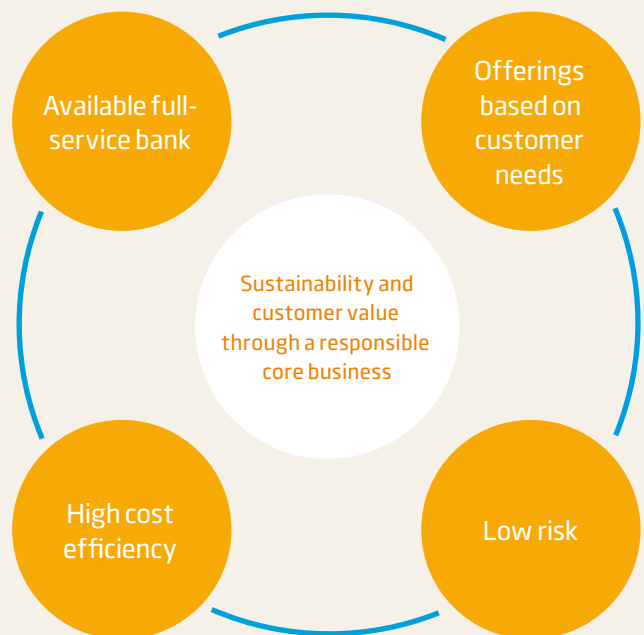 Available full-
service bank
Offerings
based on
customer
needs
Sustainability and
customer value
through a responsible
core business
High cost
efficiency
Low risk